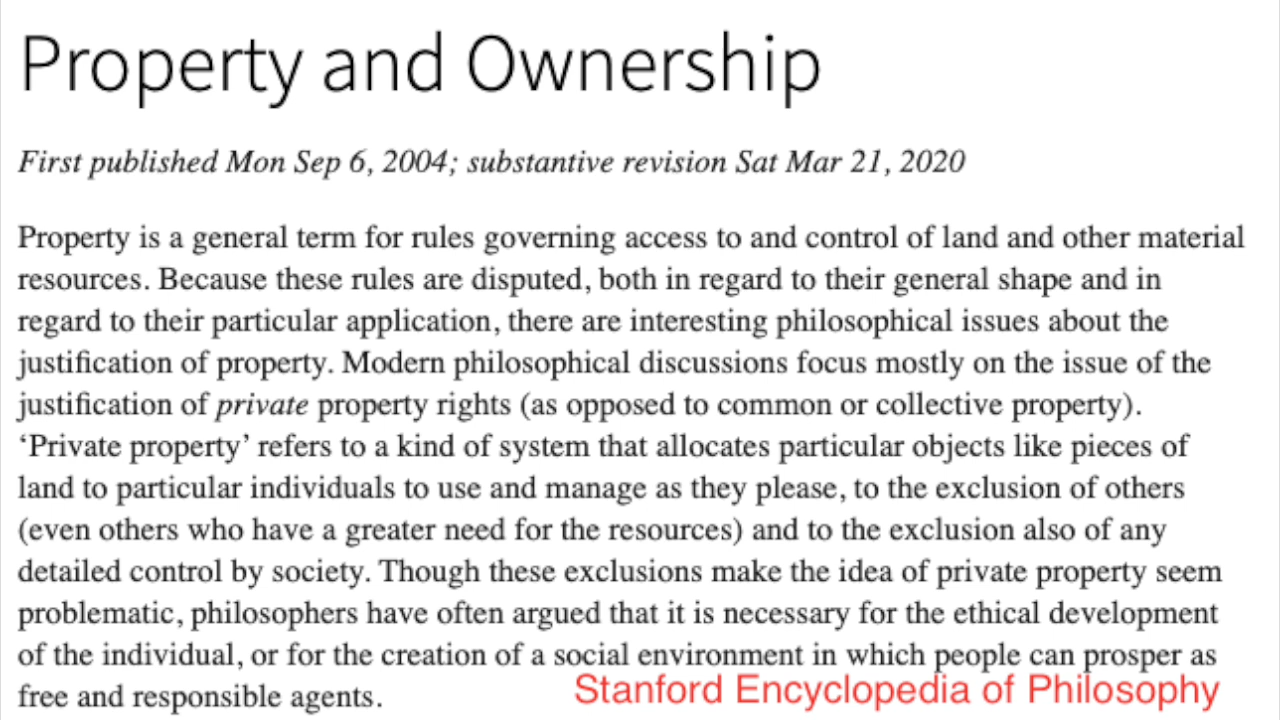 Property and Ownership
First published Mon Sep 6, 2004; substantive revision Sat Mar 21, 2020
Property is a general term for rules governing access to and control of land and other material
resources. Because these rules are disputed, both in regard to their general shape and in
regard to their particular application, there are interesting philosophical issues about the
justification of property. Modern philosophical discussions focus mostly on the issue of the
justification of private property rights (as opposed to common or collective property).
‘Private property’ refers to a kind of system that allocates particular objects like pieces of
land to particular individuals to use and manage as they please, to the exclusion of others
(even others who have a greater need for the resources) and to the exclusion also of any
detailed control by society. Though these exclusions make the idea of private property seem
problematic, philosophers have often argued that it is necessary for the ethical development
of the individual, or for the creation of a social environment in which people can prosper as
free and responsible agents.
Stanford Encyclopedia of Philosophy